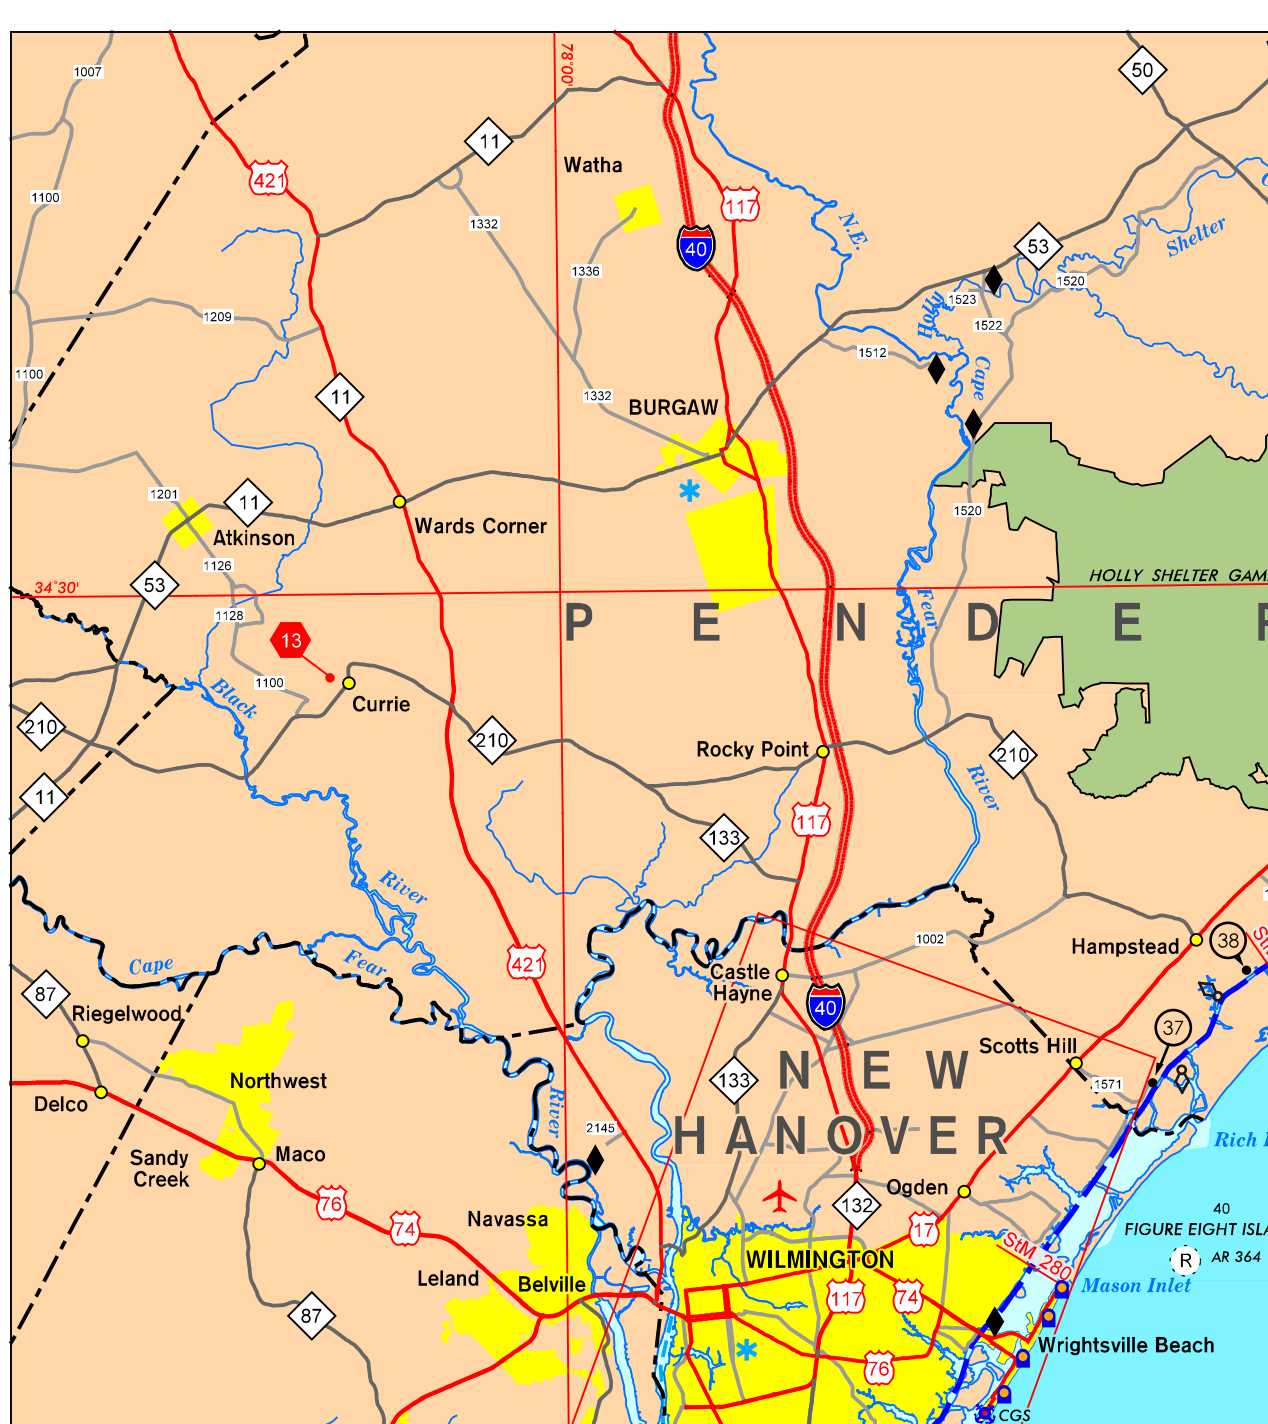 1007
50
78°00'
11
Watha
421
1100
117
1332
N.E.
53
Shelter
40
1336
1520
1523
Holly
1209
1522
1512
Cape
1100
11
1332
BURGAW
1201
11
1520
Wards Corner
Atkinson
1126
34°30'
53
HOLLY SHELTER GAM
Fear
1128
P E N D E R
13
1100
Black
Currie
210
210
Rocky Point
210
River
11
117
133
River
1002
Hampstead
38
StM
Cape
Fear
421
Castle
Hayne
87
40
Riegelwood
37
Scotts Hill
N E W
Northwest
133
1571
Delco
River
2145
HANOVER
Rich I
Sandy
Creek
Maco
Ogden
76
132
40
74
Navassa
17
FIGURE EIGHT ISLA
StM 280
WILMINGTON
R
AR 364
Leland
Belville
Mason Inlet
117
74
87
Wrightsville Beach
76
CGS